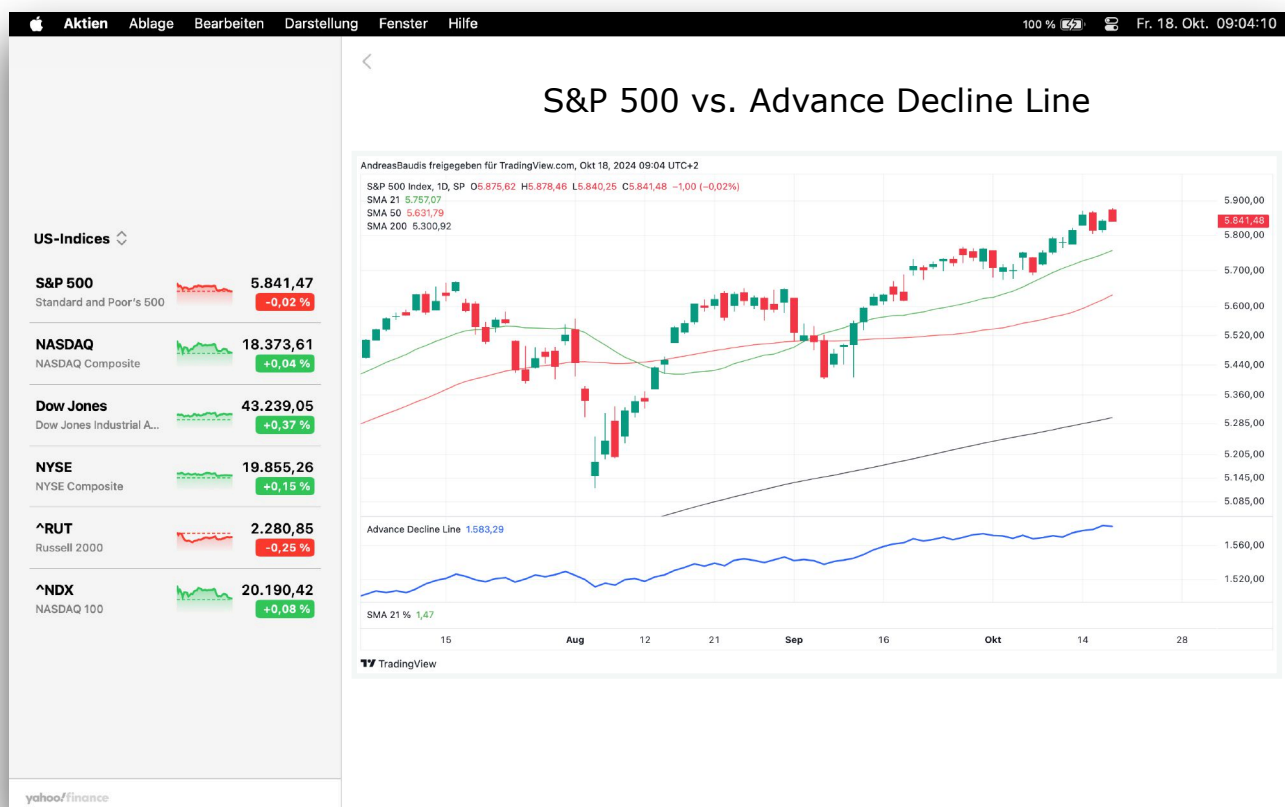 Aktien Ablage Bearbeiten Darstellung Fenster Hilfe 100 % Fr. 18. Okt. 09:04:10
S&P 500 vs. Advance Decline Line
US-Indices
S&P 500 5.841,47
Standard and Poor's 500 -0,02 %
NASDAQ 18.373,61
NASDAQ Composite +0,04 %
Dow Jones 43.239,05
Dow Jones Industrial A... +0,37 %
NYSE 19.855,26
NYSE Composite +0,15 %
^RUT 2.280,85
Russell 2000 -0,25 %
^NDX 20.190,42
NASDAQ 100 +0,08 %
yahoo!finance
AndreasBaudis freigegeben für TradingView.com, Okt 18, 2024 09:04 UTC+2
S&P 500 Index, 1D, SP O5.875,62 H5.878,46 L5.840,25 C5.841,48 −1,00 (−0,02%)
SMA 21 5.757,07
SMA 50 5.631,79
SMA 200 5.300,92
5.900,00
5.841,48
5.800,00
5.700,00
5.600,00
5.520,00
5.440,00
5.360,00
5.285,00
5.205,00
5.145,00
5.085,00
Advance Decline Line 1.583,29
1.560,00
1.520,00
SMA 21 % 1,47
15 Aug 12 21 Sep 16 Okt 14 28
TradingView